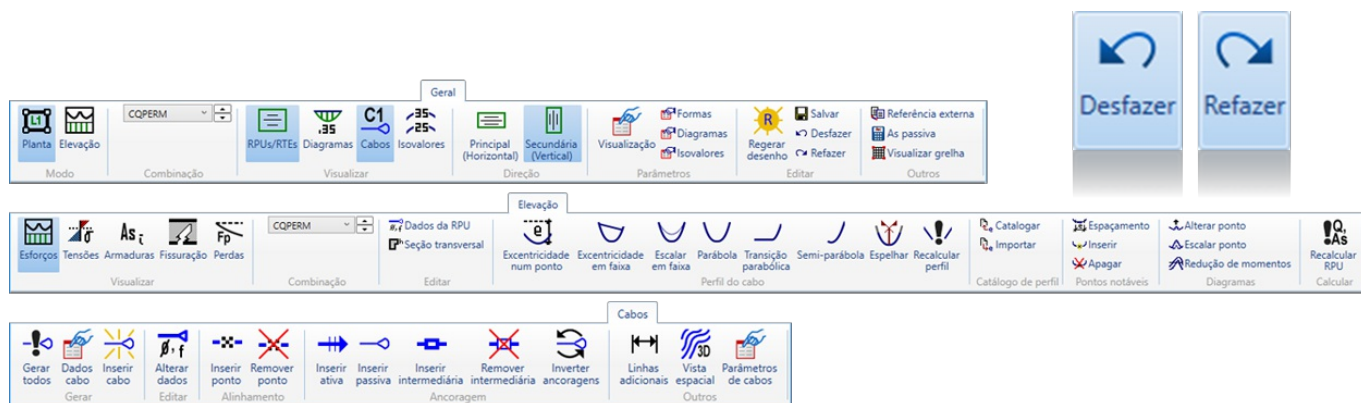 Desfazer
Refazer
Geral
L1
Planta
Elevação
Modo
CQPERM
Combinação
RPUs/RTEs
.35
Diagramas
C1
Cabos
35
25
Isovalores
Visualizar
Principal
(Horizontal)
Secundária
(Vertical)
Direção
Visualização
Formas
Diagramas
Isovalores
Parâmetros
R
Regerar
desenho
Salvar
Desfazer
Refazer
Editar
Referência externa
As passiva
Visualizar grelha
Outros
Elevação
Esforços
σ
Tensões
As
Armaduras
Fissuração
Fp
Perdas
Visualizar
CQPERM
Combinação
Dados da RPU
Seção transversal
Editar
e
Excentricidade
num ponto
Excentricidade
em faixa
Escalar
em faixa
Parábola
Transição
parabólica
Semi-parábola
Espelhar
Recalcular
perfil
Perfil do cabo
Catalogar
Importar
Catálogo de perfil
Espaçamento
Inserir
Apagar
Pontos notáveis
Alterar ponto
Escalar ponto
Redução de momentos
Diagramas
Q,
As
Recalcular
RPU
Calcular
Cabos
Gerar
todos
Dados
cabo
Inserir
cabo
Gerar
Ø, f
Alterar
dados
Editar
Inserir
ponto
Remover
ponto
Alinhamento
Inserir
ativa
Inserir
passiva
Inserir
intermediária
Remover
intermediária
Inverter
ancoragens
Ancoragem
Linhas
adicionais
3D
Vista
espacial
Parâmetros
de cabos
Outros